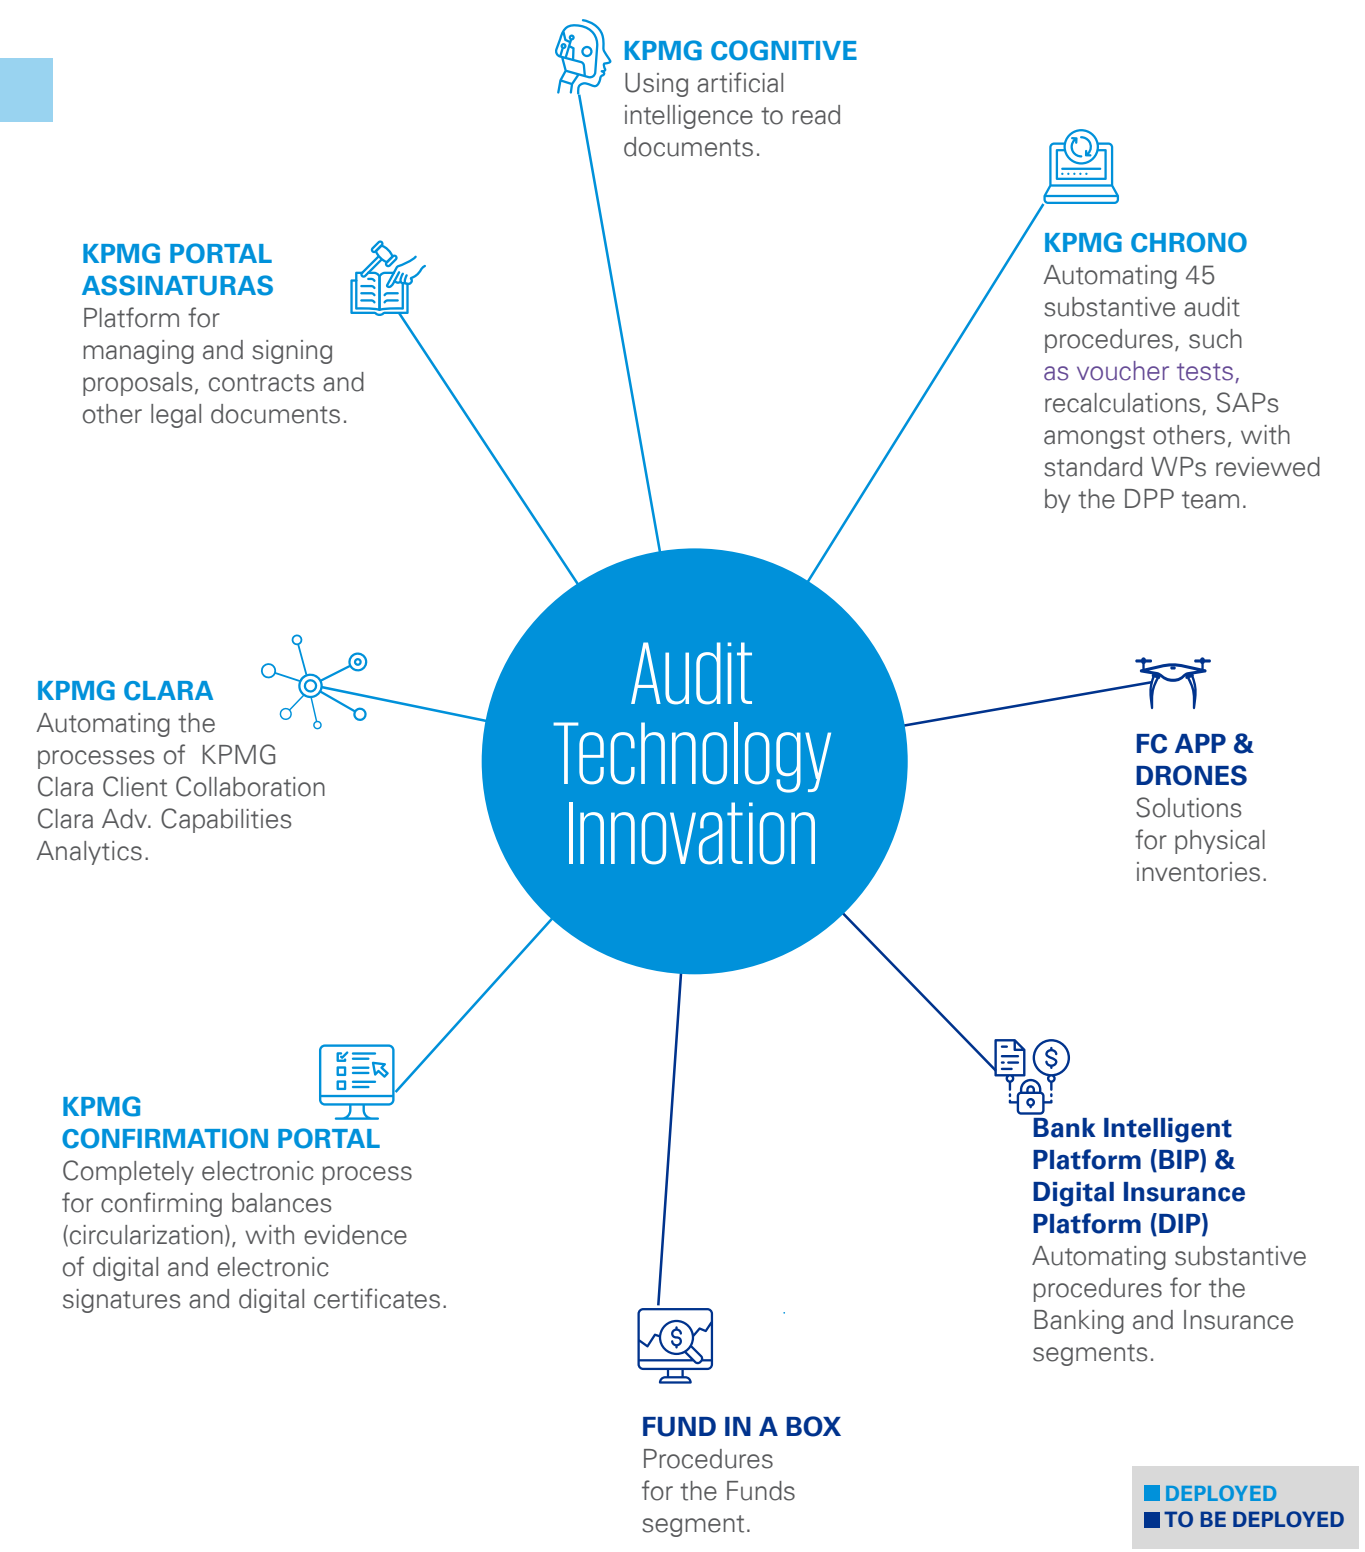 KPMG COGNITIVE
Using artificial
intelligence to read
documents.
KPMG CHRONO
Automating 45
substantive audit
procedures, such
as voucher tests,
recalculations, SAPs
amongst others, with
standard WPs reviewed
by the DPP team.
KPMG PORTAL
ASSINATURAS
Platform for
managing and signing
proposals, contracts and
other legal documents.
Audit
Technology
Innovation
KPMG CLARA
Automating the
processes of KPMG
Clara Client Collaboration
Clara Adv. Capabilities
Analytics.
FC APP &
DRONES
Solutions
for physical
inventories.
KPMG
CONFIRMATION PORTAL
Completely electronic process
for confirming balances
(circularization), with evidence
of digital and electronic
signatures and digital certificates.
Bank Intelligent
Platform (BIP) &
Digital Insurance
Platform (DIP)
Automating substantive
procedures for the
Banking and Insurance
segments.
FUND IN A BOX
Procedures
for the Funds
segment.
DEPLOYED
TO BE DEPLOYED